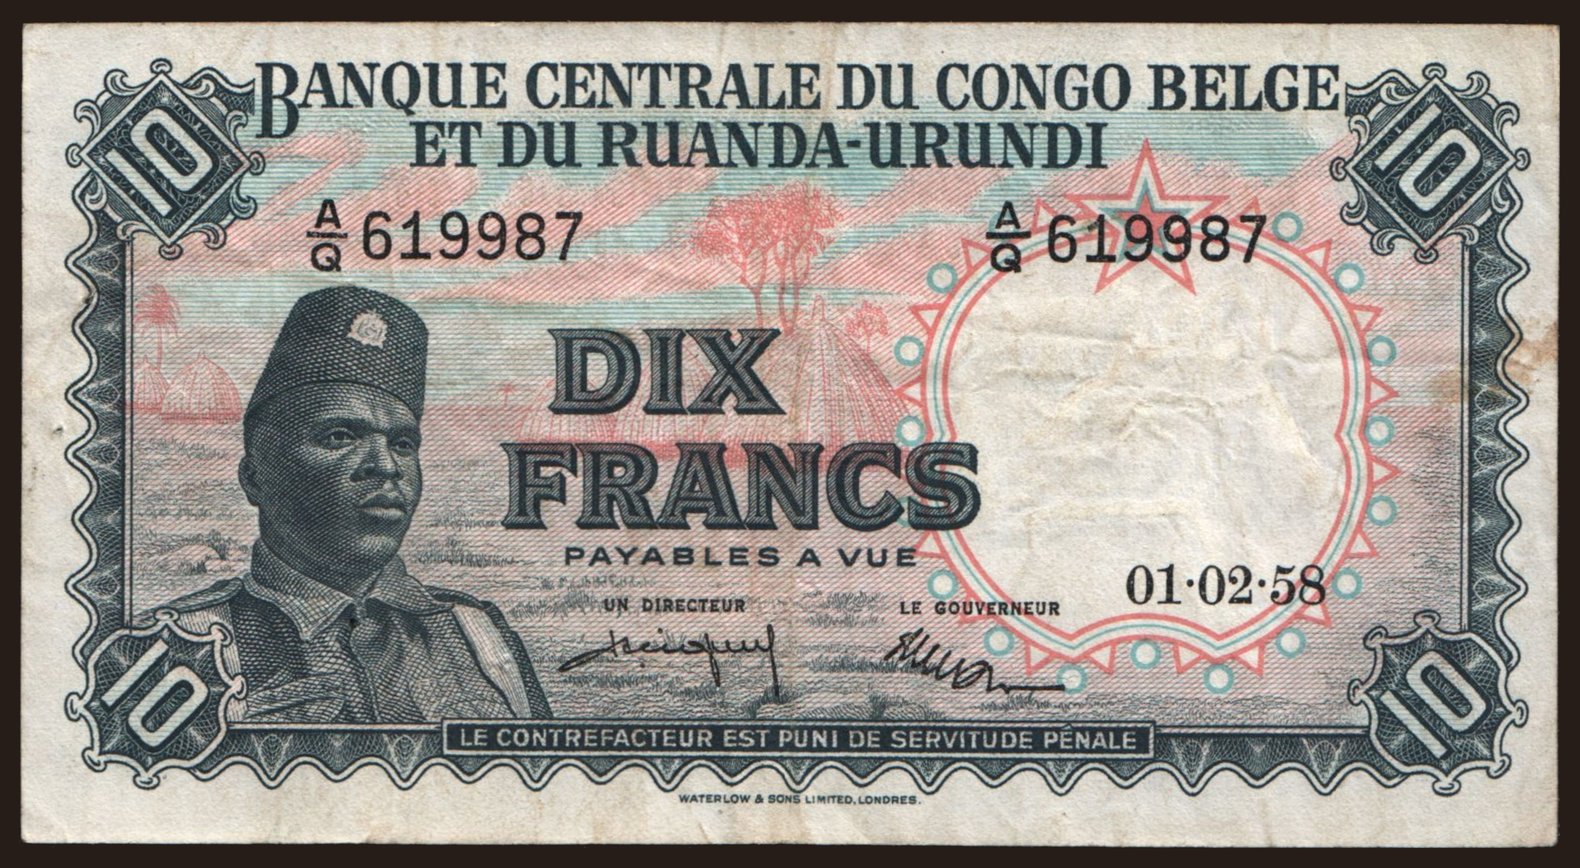 BANQUE CENTRALE DU CONGO BELGE
ET DU RUANDA-URUNDI
10
10
A/Q 619987
A/Q 619987
DIX
FRANCS
PAYABLES A VUE
UN DIRECTEUR
LE GOUVERNEUR
01·02·58
10
10
LE CONTREFACTEUR EST PUNI DE SERVITUDE PÉNALE
WATERLOW & SONS LIMITED, LONDRES.